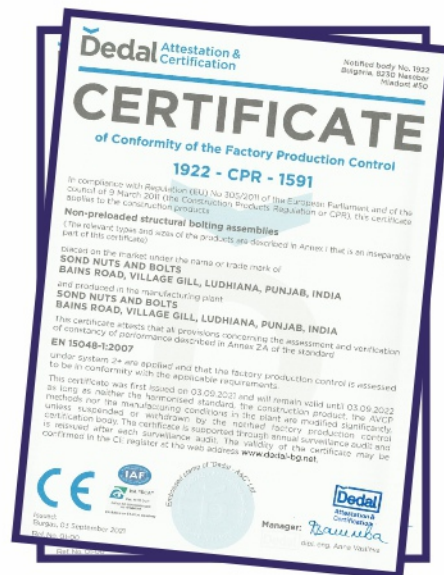 Dedal Attestation &
Certification
Notified body No. 1922
Bulgaria, 8230 Nesebar
Mladost #50
CERTIFICATE
of Conformity of the Factory Production Control
1922 - CPR - 1591
In compliance with Regulation (EU) No 305/2011 of the European Parliament and of the
Council of 9 March 2011 (the Construction Products Regulation or CPR), this certificate
applies to the construction products
Non-preloaded structural bolting assemblies
(The relevant types and sizes of the products are described in Annex I that is an inseparable
part of this certificate)
placed on the market under the name or trade mark of
SOND NUTS AND BOLTS
BAINS ROAD, VILLAGE GILL, LUDHIANA, PUNJAB, INDIA
and produced in the manufacturing plant
SOND NUTS AND BOLTS
BAINS ROAD, VILLAGE GILL, LUDHIANA, PUNJAB, INDIA
This certificate attests that all provisions concerning the assessment and verification
of constancy of performance described in Annex ZA of the standard
EN 15048-1:2007
under system 2+ are applied and that the factory production control is assessed
to be in conformity with the applicable requirements.
This certificate was first issued on 03.09.2021 and will remain valid until 03.09.2022
as long as neither the harmonised standard, the construction product, the AVCP
methods nor the manufacturing conditions in the plant are modified significantly,
unless suspended or withdrawn by the notified factory production control
certification body. The certificate is supported through annual surveillance audit and
is reissued after each surveillance audit. The validity of the certificate may be
confirmed in the CE register at the web address www.dedal-bg.net.
CE
IAF
Issued:
Burgas, 03 September 2021
Manager:
Dedal
Attestation &
Certification